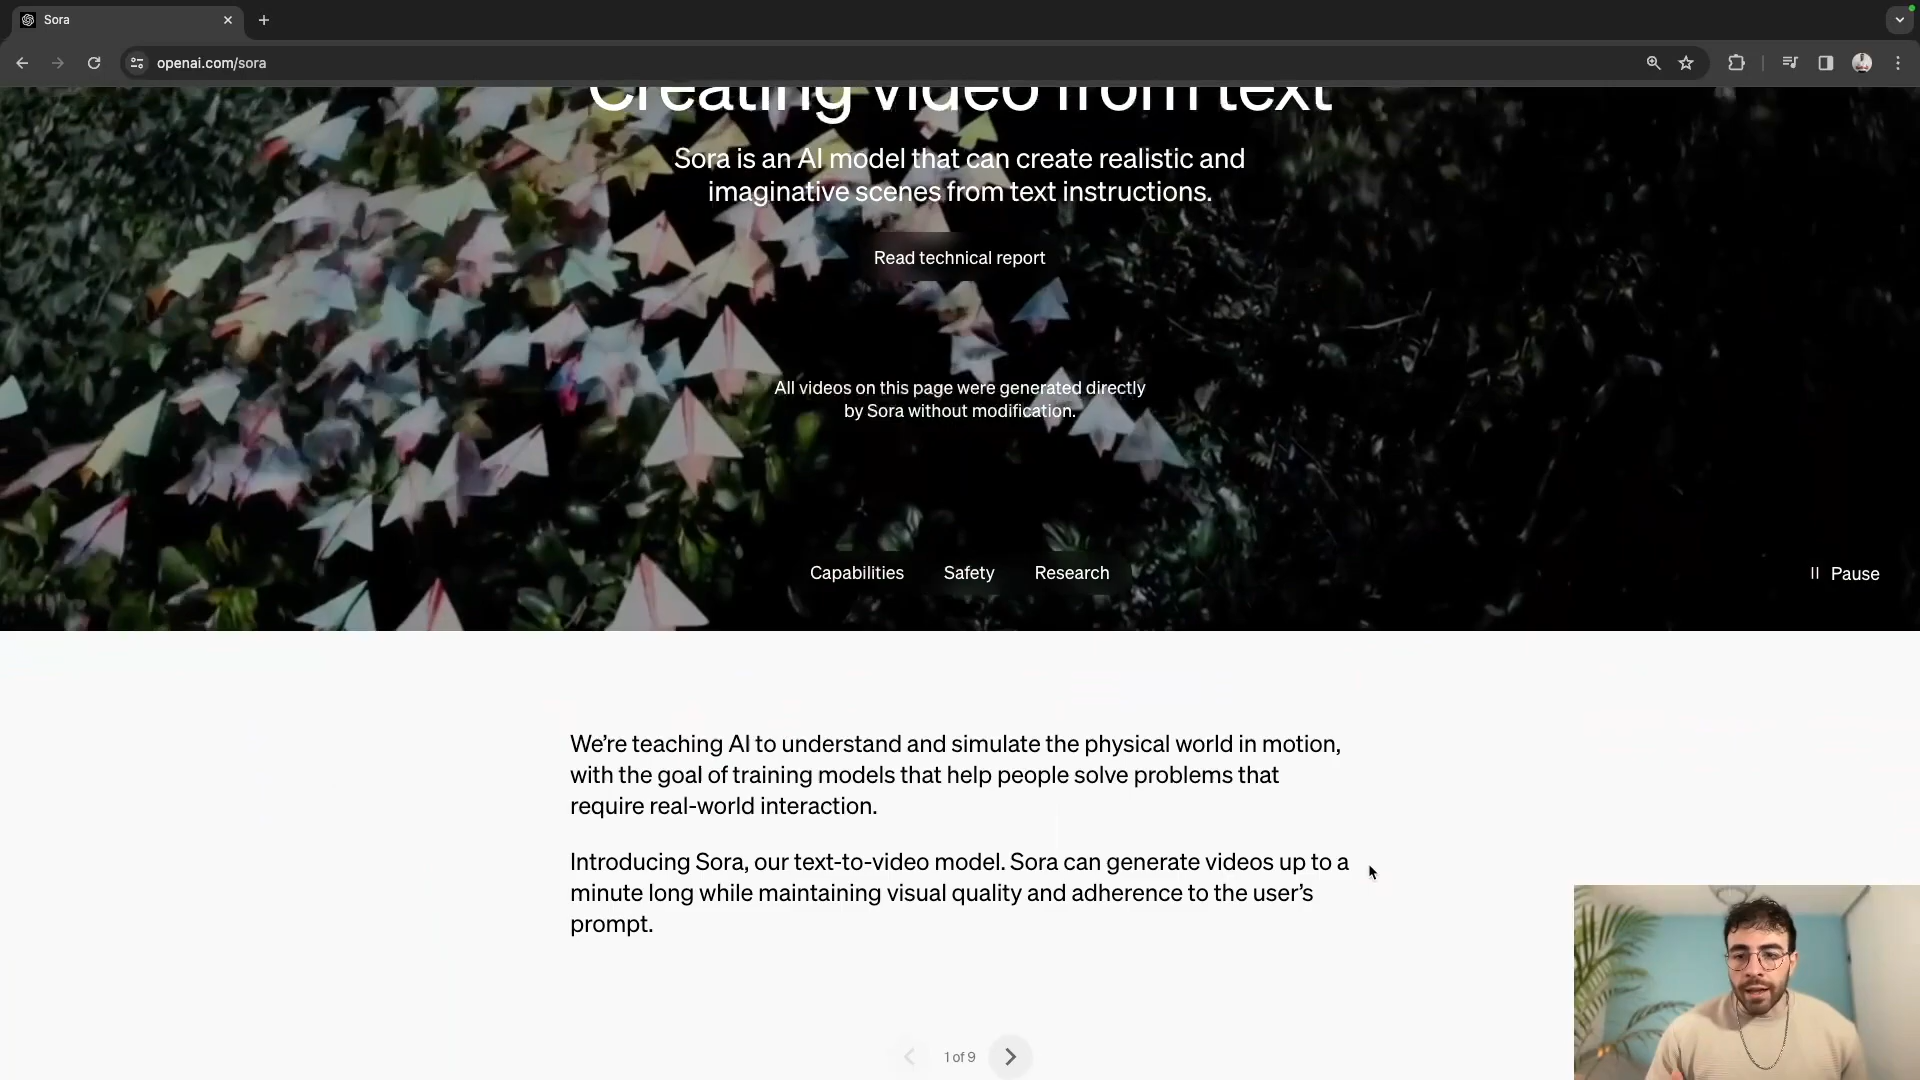 Sora
openai.com/sora
Creating video from text
Sora is an AI model that can create realistic and
imaginative scenes from text instructions.
Read technical report
All videos on this page were generated directly
by Sora without modification.
Capabilities Safety Research
Pause
We’re teaching AI to understand and simulate the physical world in motion,
with the goal of training models that help people solve problems that
require real-world interaction.
Introducing Sora, our text-to-video model. Sora can generate videos up to a
minute long while maintaining visual quality and adherence to the user’s
prompt.
1 of 9